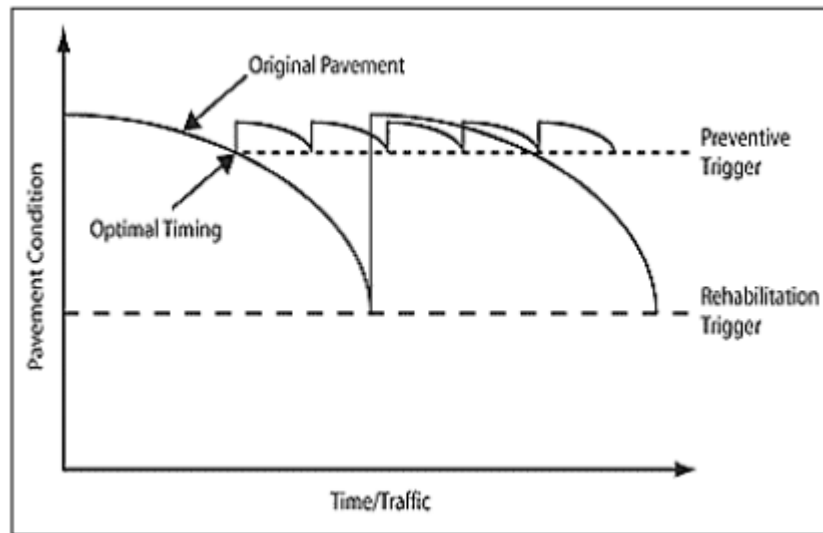 Original Pavement
Preventive
Trigger
Optimal Timing
Rehabilitation
Trigger
Pavement Condition
Time/Traffic